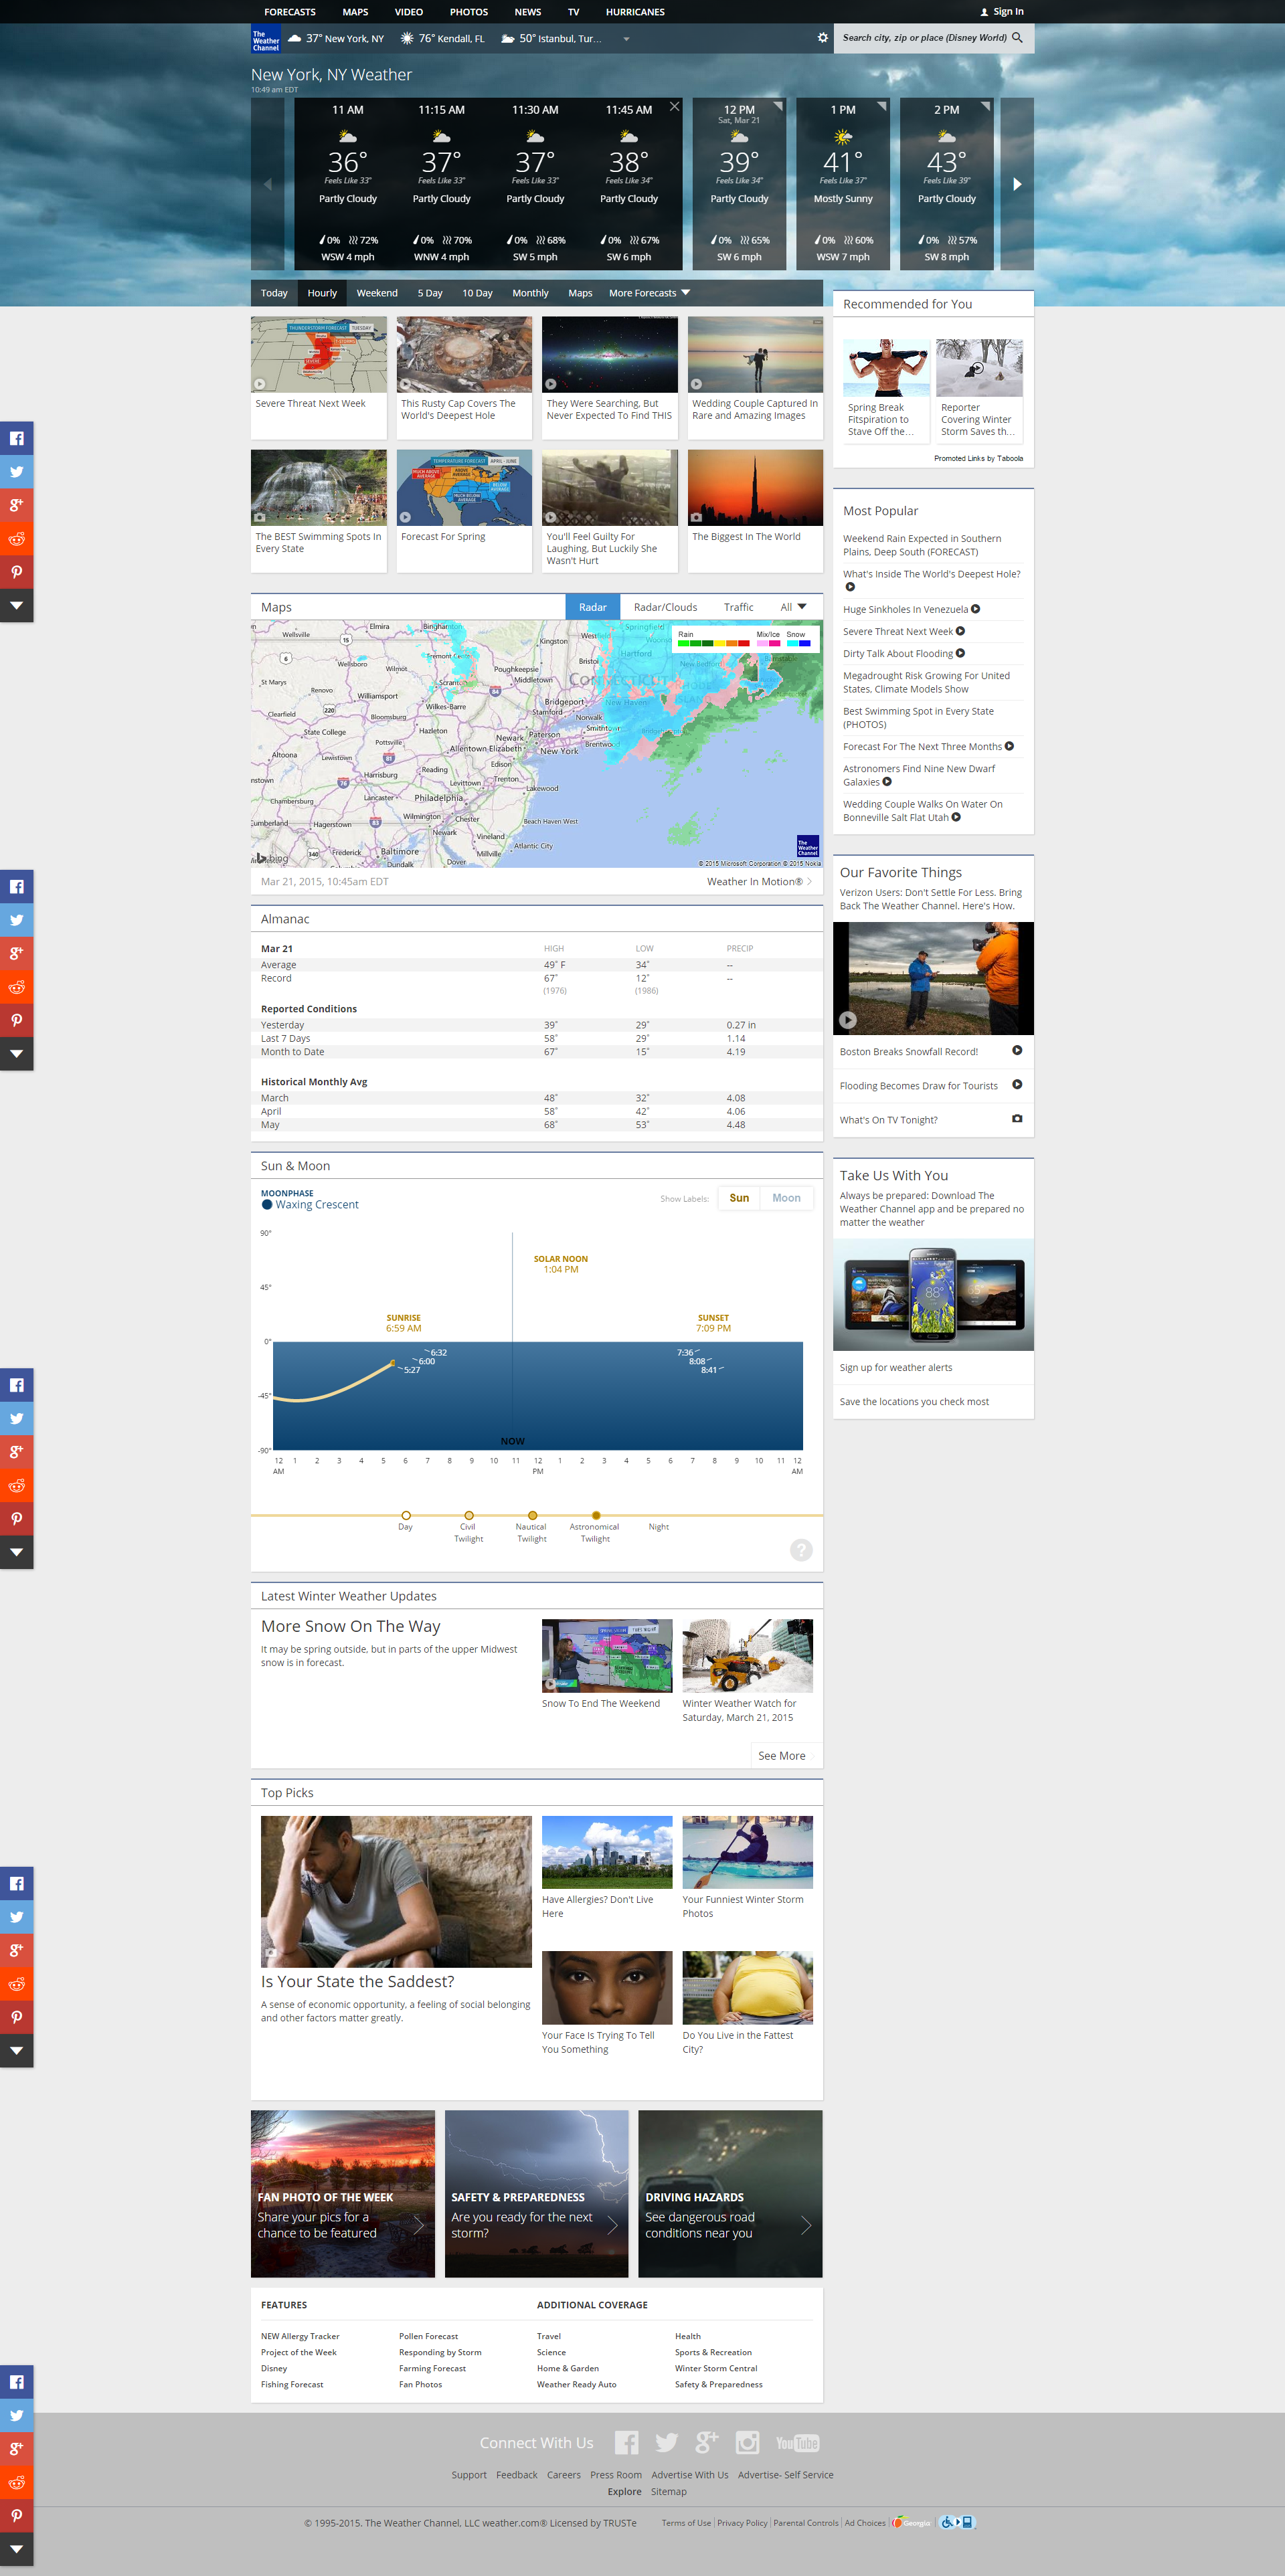 FORECASTS MAPS VIDEO PHOTOS NEWS TV HURRICANES Sign In
The Weather Channel 37° New York, NY 76° Kendall, FL 50° Istanbul, Tur... Search city, zip or place (Disney World)
New York, NY Weather
10:49 am EDT
11 AM 11:15 AM 11:30 AM 11:45 AM 12 PM 1 PM 2 PM
Sat, Mar 21
36° 37° 37° 38° 39° 41° 43°
Feels Like 33° Feels Like 33° Feels Like 33° Feels Like 34° Feels Like 34° Feels Like 37° Feels Like 39°
Partly Cloudy Partly Cloudy Partly Cloudy Partly Cloudy Partly Cloudy Mostly Sunny Partly Cloudy
0% 72% 0% 70% 0% 68% 0% 67% 0% 65% 0% 60% 0% 57%
WSW 4 mph WNW 4 mph SW 5 mph SW 6 mph SW 6 mph WSW 7 mph SW 8 mph
Today Hourly Weekend 5 Day 10 Day Monthly Maps More Forecasts
THUNDERSTORM FORECAST TUESDAY
Severe Threat Next Week
This Rusty Cap Covers The
World's Deepest Hole
They Were Searching, But
Never Expected To Find THIS
Wedding Couple Captured In
Rare and Amazing Images
The BEST Swimming Spots In
Every State
TEMPERATURE FORECAST APRIL - JUNE
MUCH ABOVE AVERAGE
ABOVE AVERAGE
BELOW AVERAGE
MUCH BELOW AVERAGE
Forecast For Spring
You'll Feel Guilty For
Laughing, But Luckily She
Wasn't Hurt
The Biggest In The World
Maps Radar Radar/Clouds Traffic All
Rain Mix/Ice Snow
Elmira Binghamton
Wellsville
Kingston
Springfield
Hartford
Wellsboro
Tremont Center
Bristol
St Marys
Wilmot
Poughkeepsie
CONNECTICUT
Renovo
Scranton
Middletown
Williamsport
Wilkes-Barre
Bridgeport
New Haven
Clearfield
Bloomsburg
Stamford
Norwalk
State College
Hazleton
Paterson
Smithtown
Pottsville
Newark
Brentwood
Altoona
Lewistown
Allentown
Elizabeth
New York
Edison
Reading
Harrisburg
Levittown
Trenton
Lakewood
Chambersburg
Lancaster
Philadelphia
Cumberland
Hagerstown
Wilmington
Chester
Beach Haven West
Newark
Vineland
Frederick
Baltimore
Millville
Atlantic City
Dundalk
Dover
bing
The Weather Channel
© 2015 Microsoft Corporation © 2015 Nokia
Mar 21, 2015, 10:45am EDT Weather In Motion®
Almanac
Mar 21 HIGH LOW PRECIP
Average 49° F 34° --
Record 67° 12° --
(1976) (1986)
Reported Conditions
Yesterday 39° 29° 0.27 in
Last 7 Days 58° 29° 1.14
Month to Date 67° 15° 4.19
Historical Monthly Avg
March 48° 32° 4.08
April 58° 42° 4.06
May 68° 53° 4.48
Sun & Moon
MOONPHASE
Waxing Crescent
Show Labels: Sun Moon
90°
SOLAR NOON
1:04 PM
45°
SUNRISE
6:59 AM
SUNSET
7:09 PM
0°
6:32
6:00
5:27
7:36
8:08
8:41
-45°
NOW
-90°
12 1 2 3 4 5 6 7 8 9 10 11 12 1 2 3 4 5 6 7 8 9 10 11 12
AM PM AM
Day Civil Twilight Nautical Twilight Astronomical Twilight Night
?
Latest Winter Weather Updates
More Snow On The Way
It may be spring outside, but in parts of the upper Midwest
snow is in forecast.
Snow To End The Weekend
Winter Weather Watch for
Saturday, March 21, 2015
See More
Top Picks
Is Your State the Saddest?
A sense of economic opportunity, a feeling of social belonging
and other factors matter greatly.
Have Allergies? Don't Live
Here
Your Funniest Winter Storm
Photos
Your Face Is Trying To Tell
You Something
Do You Live in the Fattest
City?
FAN PHOTO OF THE WEEK
Share your pics for a
chance to be featured
SAFETY & PREPAREDNESS
Are you ready for the next
storm?
DRIVING HAZARDS
See dangerous road
conditions near you
FEATURES ADDITIONAL COVERAGE
NEW Allergy Tracker Pollen Forecast Travel Health
Project of the Week Responding by Storm Science Sports & Recreation
Disney Farming Forecast Home & Garden Winter Storm Central
Fishing Forecast Fan Photos Weather Ready Auto Safety & Preparedness
Recommended for You
Spring Break
Fitspiration to
Stave Off the...
Reporter
Covering Winter
Storm Saves th...
Promoted Links by Taboola
Most Popular
Weekend Rain Expected in Southern
Plains, Deep South (FORECAST)
What's Inside The World's Deepest Hole?
Huge Sinkholes In Venezuela
Severe Threat Next Week
Dirty Talk About Flooding
Megadrought Risk Growing For United
States, Climate Models Show
Best Swimming Spot in Every State
(PHOTOS)
Forecast For The Next Three Months
Astronomers Find Nine New Dwarf
Galaxies
Wedding Couple Walks On Water On
Bonneville Salt Flat Utah
Our Favorite Things
Verizon Users: Don't Settle For Less. Bring
Back The Weather Channel. Here's How.
Boston Breaks Snowfall Record!
Flooding Becomes Draw for Tourists
What's On TV Tonight?
Take Us With You
Always be prepared: Download The
Weather Channel app and be prepared no
matter the weather
88°
Sign up for weather alerts
Save the locations you check most
Connect With Us YouTube
Support Feedback Careers Press Room Advertise With Us Advertise- Self Service
Explore Sitemap
© 1995-2015. The Weather Channel, LLC weather.com® Licensed by TRUSTe Terms of Use Privacy Policy Parental Controls Ad Choices Georgia